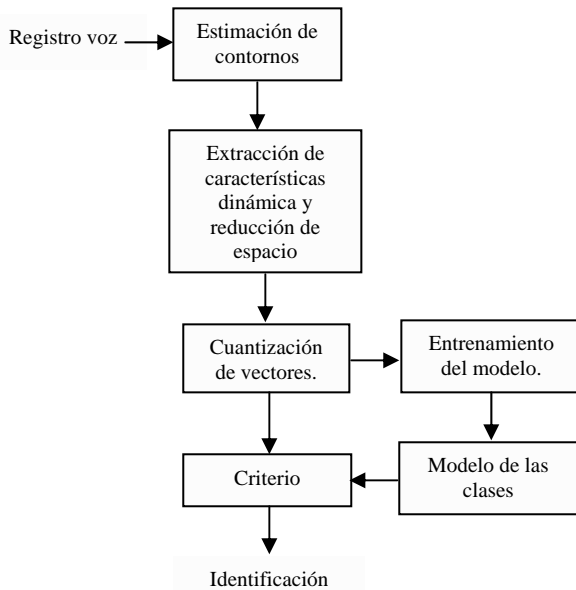 Registro voz
Estimación de
contornos
Extracción de
características
dinámica y
reducción de
espacio
Cuantización
de vectores.
Entrenamiento
del modelo.
Criterio
Modelo de las
clases
Identificación